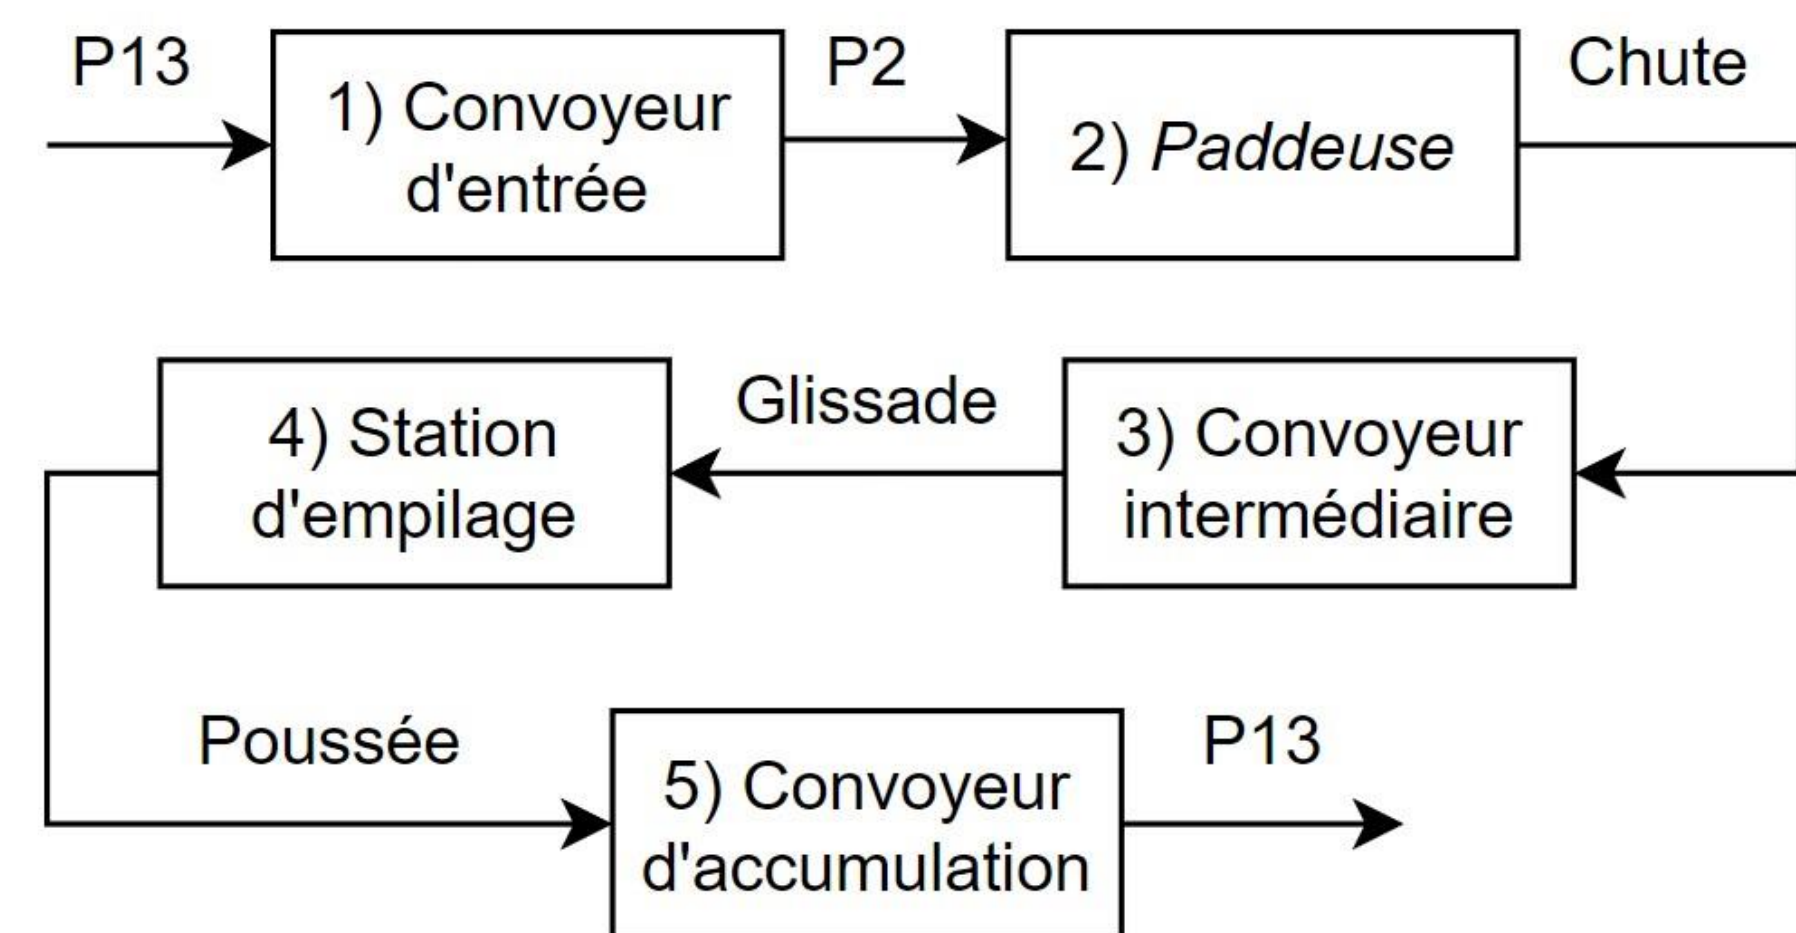 P13
1) Convoyeur
d'entrée
P2
2) Paddeuse
Chute
4) Station
d'empilage
Glissade
3) Convoyeur
intermédiaire
Poussée
5) Convoyeur
d'accumulation
P13